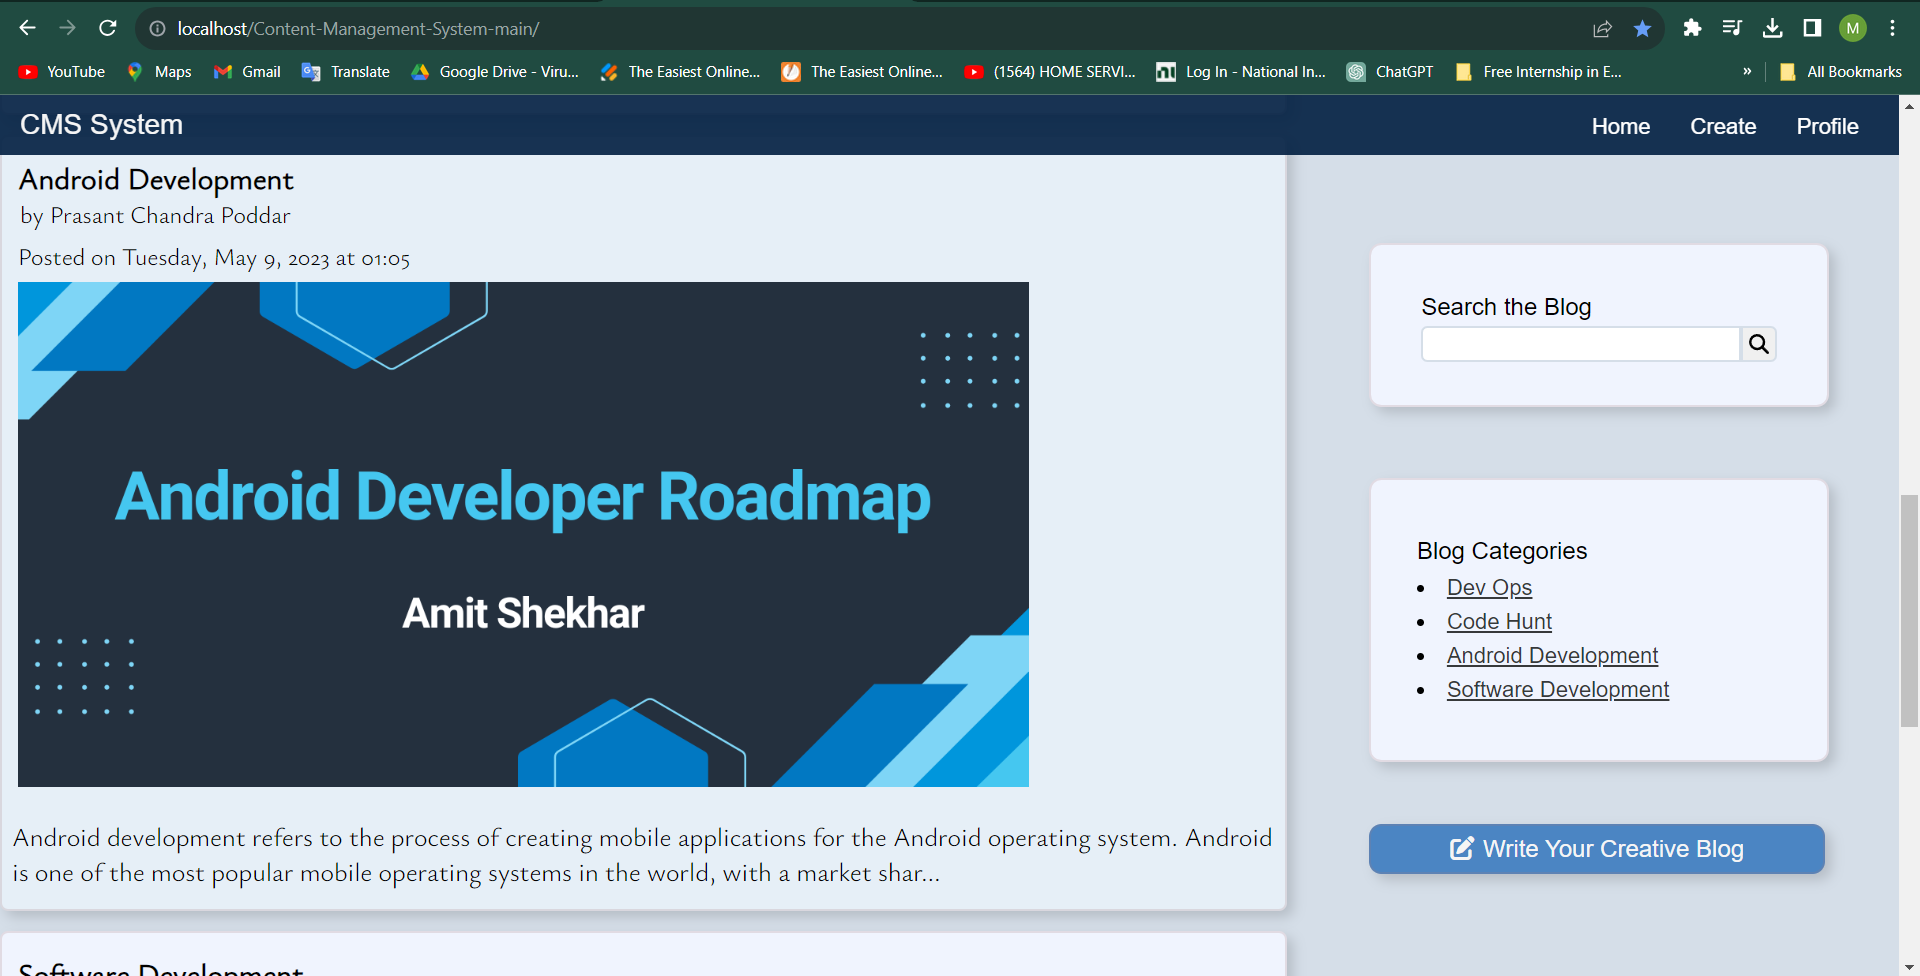 localhost/Content-Management-System-main/
M
YouTube Maps Gmail Translate Google Drive - Viru... The Easiest Online... The Easiest Online... (1564) HOME SERVI... Log In - National In... ChatGPT Free Internship in E... » All Bookmarks
CMS System Home Create Profile
Android Development
by Prasant Chandra Poddar
Posted on Tuesday, May 9, 2023 at 01:05
Android Developer Roadmap
Amit Shekhar
Android development refers to the process of creating mobile applications for the Android operating system. Android
is one of the most popular mobile operating systems in the world, with a market shar...
Software Development
Search the Blog
Blog Categories
Dev Ops
Code Hunt
Android Development
Software Development
Write Your Creative Blog